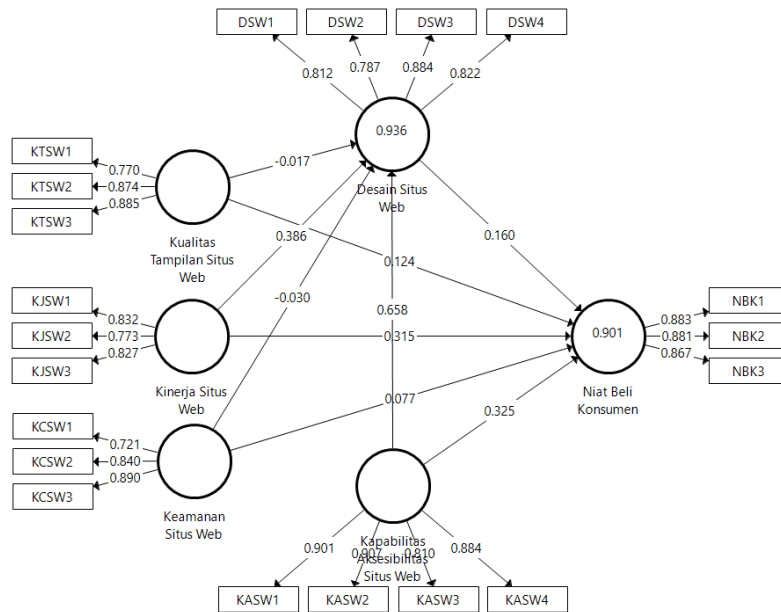 DSW1
DSW2
DSW3
DSW4
0.812
0.787
0.884
0.822
0.936
Desain Situs
Web
KTSW1
KTSW2
KTSW3
0.770
0.874
0.885
Kualitas
Tampilan Situs
Web
-0.017
0.386
-0.030
0.124
0.160
0.658
0.315
0.077
0.325
KJSW1
KJSW2
KJSW3
0.832
0.773
0.827
Kinerja Situs
Web
0.901
Niat Beli
Konsumen
0.883
0.881
0.867
NBK1
NBK2
NBK3
KCSW1
KCSW2
KCSW3
0.721
0.840
0.890
Keamanan
Situs Web
Kapabilitas
Aksesibilitas
Situs Web
0.901
0.907
0.810
0.884
KASW1
KASW2
KASW3
KASW4